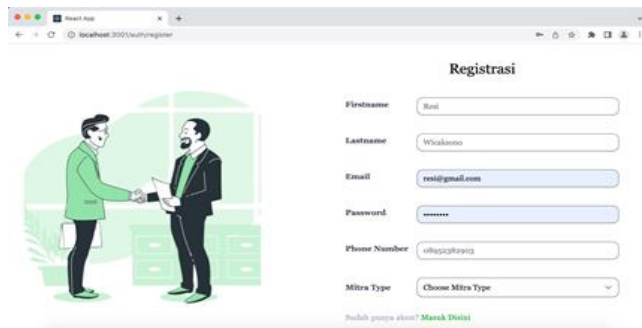 React App
localhost:3001/auth/register
Registrasi
Firstname
Resi
Lastname
Wicaksono
Email
resi@gmail.com
Password
••••••••
Phone Number
Mitra Type
Choose Mitra Type
Sudah punya akun? Masuk Disini